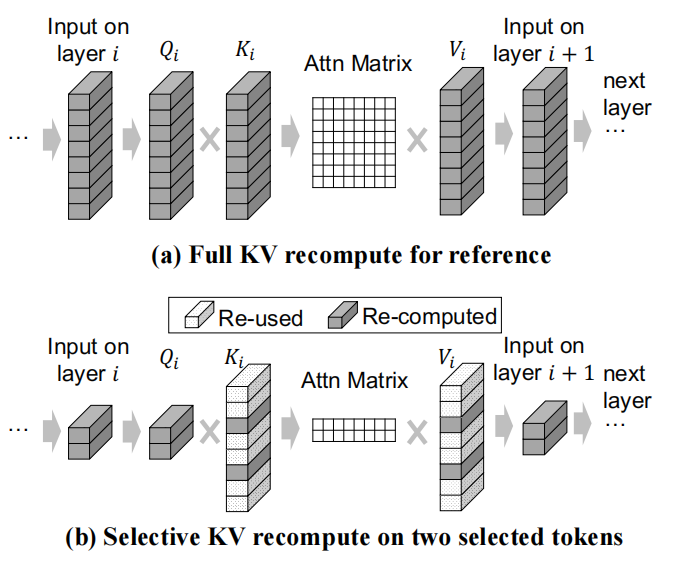 Input on
layer i
Qᵢ
Kᵢ
Attn Matrix
Vᵢ
Input on
layer i + 1
next
layer
...
...
(a) Full KV recompute for reference
Re-used
Re-computed
Input on
layer i
Qᵢ
Kᵢ
Attn Matrix
Vᵢ
Input on
layer i + 1
next
layer
...
...
(b) Selective KV recompute on two selected tokens